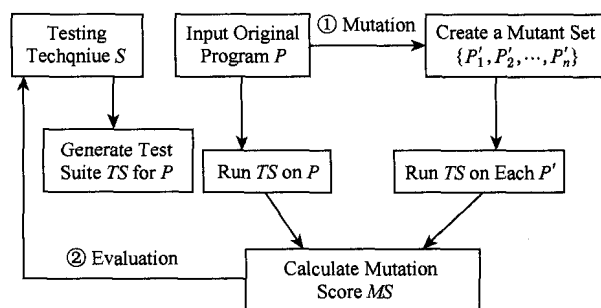 Testing
Techqniue S
Input Original
Program P
① Mutation
Create a Mutant Set
{P′1, P′2, ⋯, P′n}
Generate Test
Suite TS for P
Run TS on P
Run TS on Each P′
② Evaluation
Calculate Mutation
Score MS